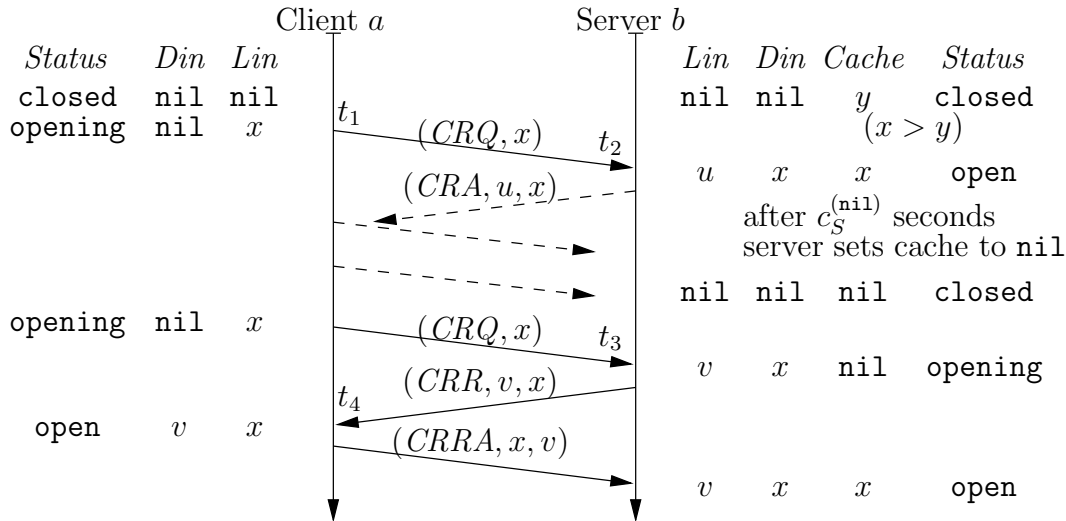 Client a Server b
Status Din Lin Lin Din Cache Status
closed nil nil nil nil y closed
opening nil x t₁ (CRQ, x) t₂ (x > y)
(CRA, u, x) u x x open
after c_S^(nil) seconds
server sets cache to nil
nil nil nil closed
opening nil x (CRQ, x) t₃
(CRR, v, x) v x nil opening
t₄
open v x (CRRA, x, v)
v x x open